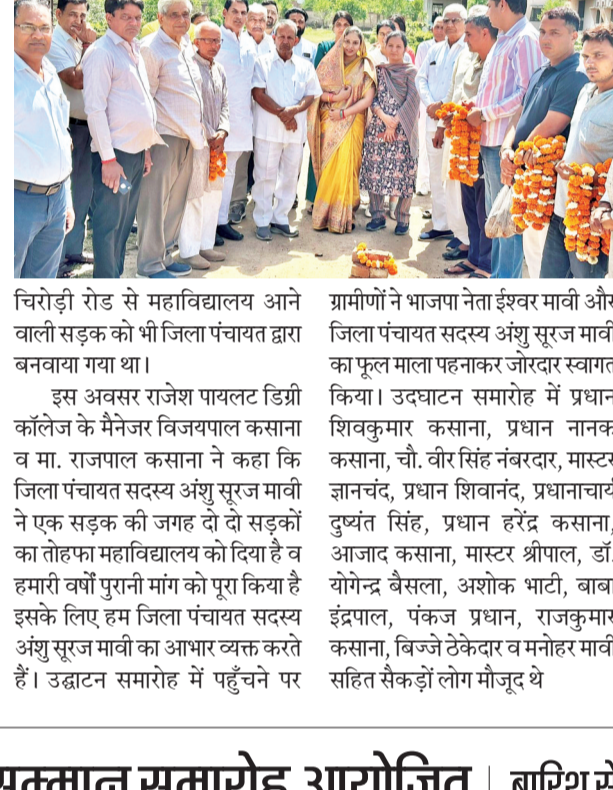 चिरोड़ी रोड से महाविद्यालय आने
वाली सड़क को भी जिला पंचायत द्वारा
बनवाया गया था।
इस अवसर राजेश पायलट डिग्री
कॉलेज के मैनेजर विजयपाल कसाना
व मा. राजपाल कसाना ने कहा कि
जिला पंचायत सदस्य अंशु सूरज मावी
ने एक सड़क की जगह दो दो सड़कों
का तोहफा महाविद्यालय को दिया है व
हमारी वर्षों पुरानी मांग को पूरा किया है
इसके लिए हम जिला पंचायत सदस्य
अंशु सूरज मावी का आभार व्यक्त करते
हैं। उद्घाटन समारोह में पहुँचने पर
ग्रामीणों ने भाजपा नेता ईश्वर मावी और
जिला पंचायत सदस्य अंशु सूरज मावी
का फूल माला पहनाकर जोरदार स्वागत
किया। उदघाटन समारोह में प्रधान
शिवकुमार कसाना, प्रधान नानक
कसाना, चौ. वीर सिंह नंबरदार, मास्टर
ज्ञानचंद, प्रधान शिवानंद, प्रधानाचार्य
दुष्यंत सिंह, प्रधान हरेंद्र कसाना,
आजाद कसाना, मास्टर श्रीपाल, डॉ.
योगेन्द्र बैसला, अशोक भाटी, बाबा
इंद्रपाल, पंकज प्रधान, राजकुमार
कसाना, बिज्जे ठेकेदार व मनोहर मावी
सहित सैकड़ों लोग मौजूद थे
सम्मान समारोह आयोजित
बारिश से